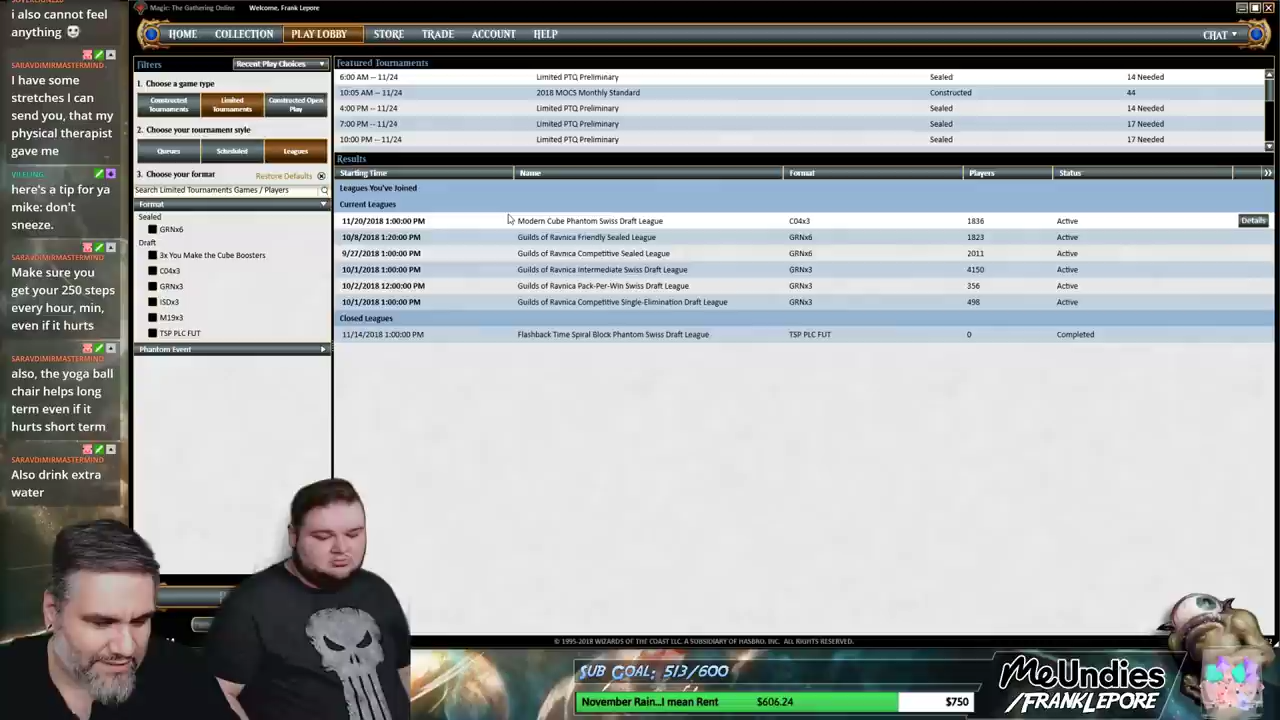 i also cannot feel
anything
SARAVDIMIRMASTERMIND
I have some
stretches I can
send you, that my
physical therapist
gave me
here's a tip for ya
mike: don't
sneeze.
SARAVDIMIRMASTERMIND
Make sure you
get your 250 steps
every hour, min,
even if it hurts
SARAVDIMIRMASTERMIND
also, the yoga ball
chair helps long
term even if it
hurts short term
SARAVDIMIRMASTERMIND
Also drink extra
water
Magic: The Gathering Online Welcome, Frank Lepore
HOME COLLECTION PLAY LOBBY STORE TRADE ACCOUNT HELP CHAT
Filters Recent Play Choices
1. Choose a game type
Constructed Tournaments Limited Tournaments Constructed Open Play
2. Choose your tournament style
Queues Scheduled Leagues
3. Choose your format Restore Defaults
Search Limited Tournaments Games / Players
Format
Sealed
GRNx6
Draft
3x You Make the Cube Boosters
C04x3
GRNx3
ISDx3
M19x3
TSP PLC FUT
Phantom Event
Featured Tournaments
6:00 AM -- 11/24 Limited PTQ Preliminary Sealed 14 Needed
10:05 AM -- 11/24 2018 MOCS Monthly Standard Constructed 44
4:00 PM -- 11/24 Limited PTQ Preliminary Sealed 14 Needed
7:00 PM -- 11/24 Limited PTQ Preliminary Sealed 17 Needed
10:00 PM -- 11/24 Limited PTQ Preliminary Sealed 17 Needed
Results
Starting Time Name Format Players Status
Leagues You've Joined
Current Leagues
11/20/2018 1:00:00 PM Modern Cube Phantom Swiss Draft League C04x3 1836 Active Details
10/8/2018 1:20:00 PM Guilds of Ravnica Friendly Sealed League GRNx6 1823 Active
9/27/2018 1:00:00 PM Guilds of Ravnica Competitive Sealed League GRNx6 2011 Active
10/1/2018 1:00:00 PM Guilds of Ravnica Intermediate Swiss Draft League GRNx3 4150 Active
10/2/2018 12:00:00 PM Guilds of Ravnica Pack-Per-Win Swiss Draft League GRNx3 356 Active
10/1/2018 1:00:00 PM Guilds of Ravnica Competitive Single-Elimination Draft League GRNx3 498 Active
Closed Leagues
11/14/2018 1:00:00 PM Flashback Time Spiral Block Phantom Swiss Draft League TSP PLC FUT 0 Completed
© 1995-2018 WIZARDS OF THE COAST LLC, A SUBSIDIARY OF HASBRO, INC. ALL RIGHTS RESERVED.
SUB GOAL: 513/600
November Rain...I mean Rent $606.24 $750
MeUndies
/FRANKLEPORE